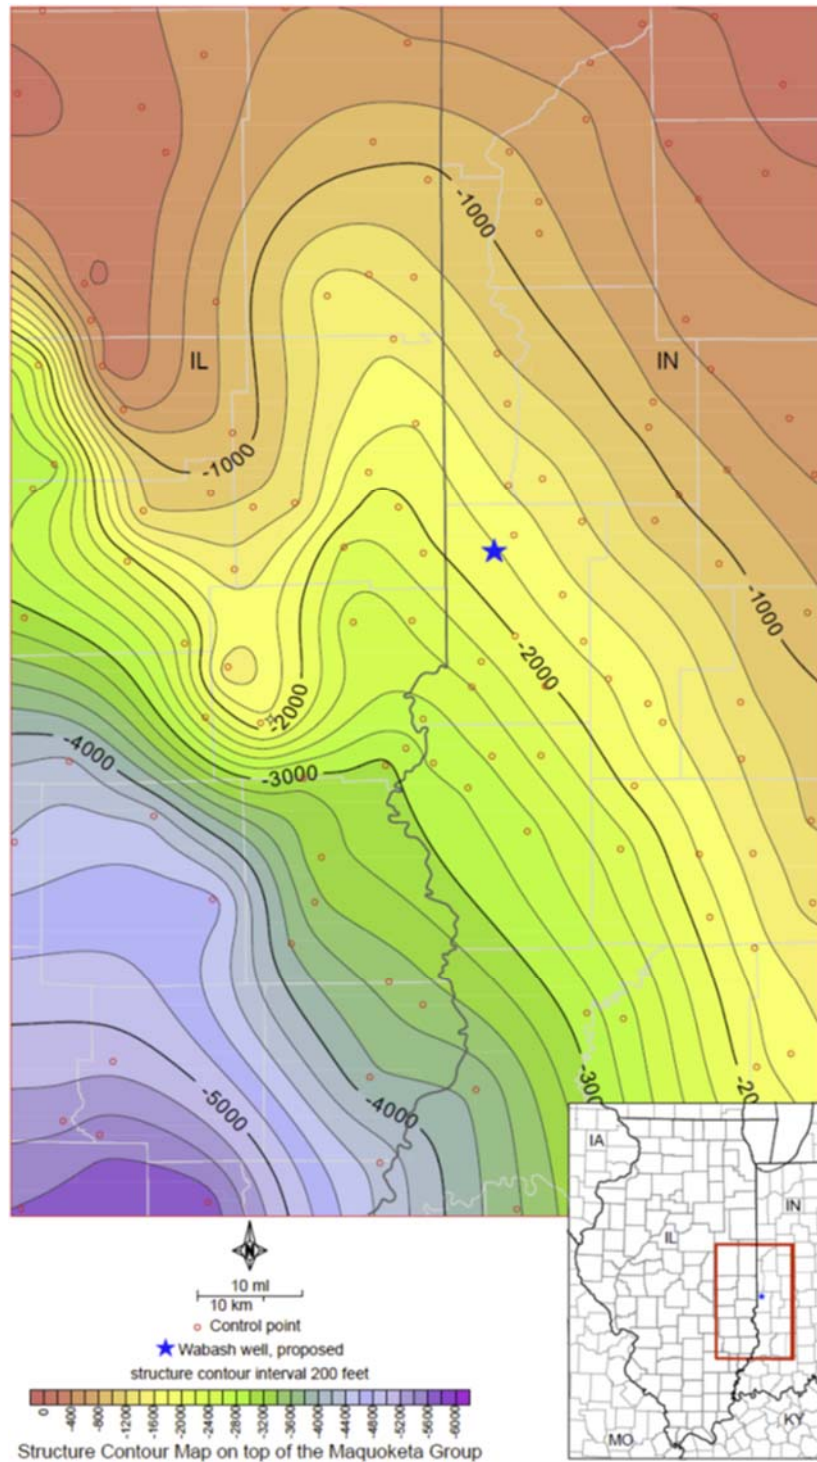 -1000
IL
IN
-1000
-1000
-2000
-2000
-4000
-3000
-5000
-4000
-300
-20
IA
IN
IL
MO
KY
N
10 mi
10 km
Control point
Wabash well, proposed
structure contour interval 200 feet
0 -400 -800 -1200 -1600 -2000 -2400 -2800 -3200 -3600 -4000 -4400 -4800 -5200 -5600 -6000
Structure Contour Map on top of the Maquoketa Group